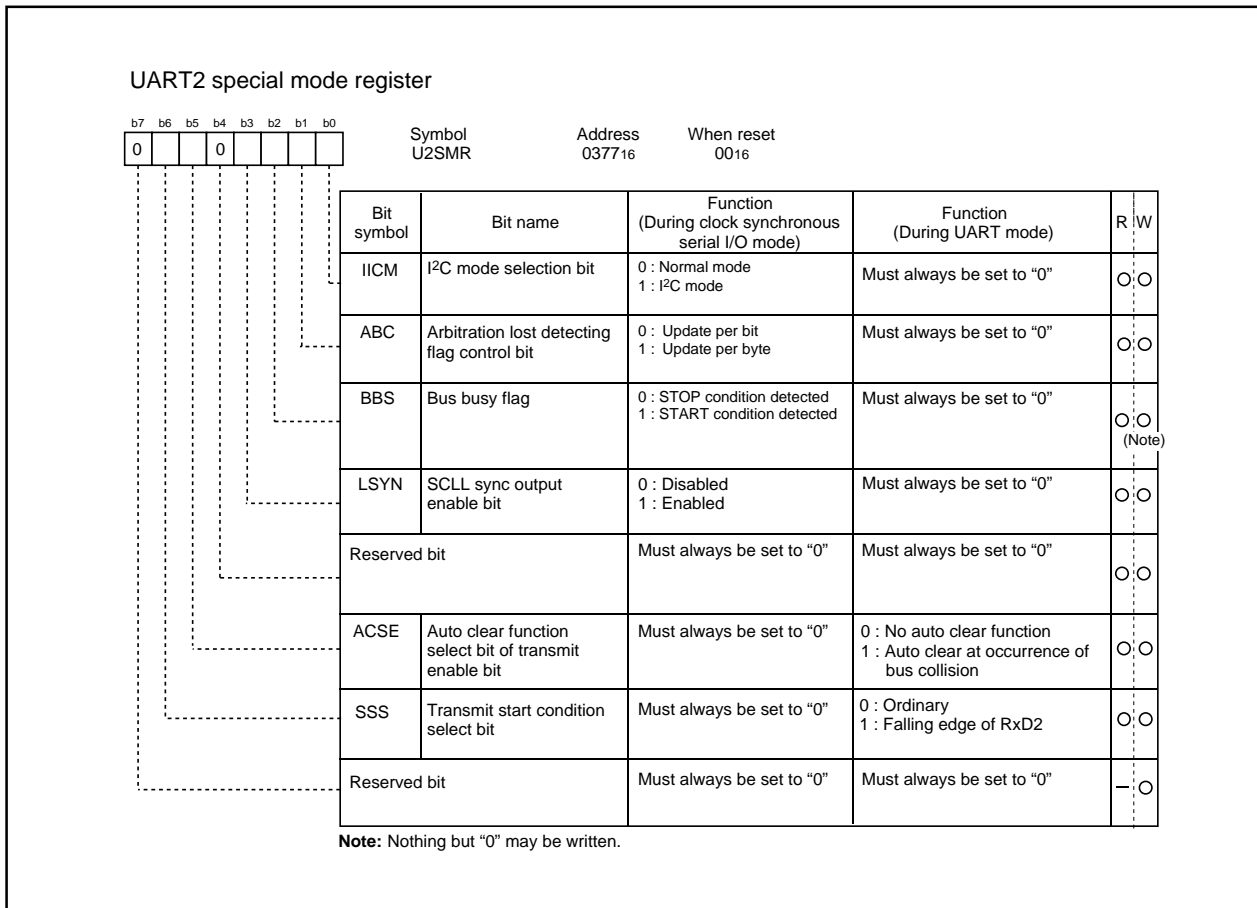 UART2 special mode register
b7 b6 b5 b4 b3 b2 b1 b0
0 0
Symbol Address When reset
U2SMR 037716 0016
Bit symbol
Bit name
Function
(During clock synchronous
serial I/O mode)
Function
(During UART mode)
R W
IICM
I2C mode selection bit
0 : Normal mode
1 : I2C mode
Must always be set to “0”
ABC
Arbitration lost detecting
flag control bit
0 : Update per bit
1 : Update per byte
Must always be set to “0”
BBS
Bus busy flag
0 : STOP condition detected
1 : START condition detected
Must always be set to “0”
(Note)
LSYN
SCLL sync output
enable bit
0 : Disabled
1 : Enabled
Must always be set to “0”
Reserved bit
Must always be set to “0”
Must always be set to “0”
ACSE
Auto clear function
select bit of transmit
enable bit
Must always be set to “0”
0 : No auto clear function
1 : Auto clear at occurrence of
bus collision
SSS
Transmit start condition
select bit
Must always be set to “0”
0 : Ordinary
1 : Falling edge of RxD2
Reserved bit
Must always be set to “0”
Must always be set to “0”
Note: Nothing but “0” may be written.